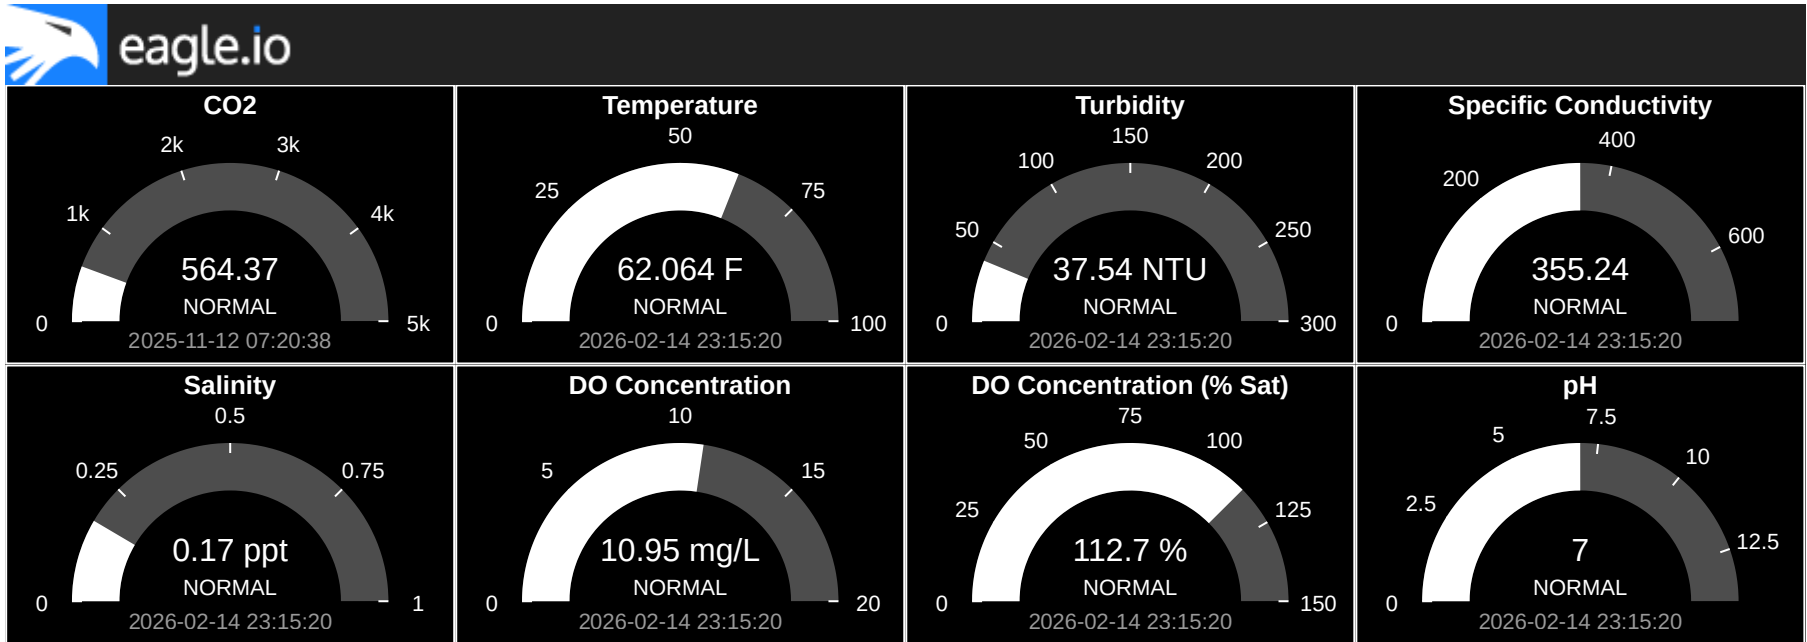 eagle.io
CO2
2k
3k
1k
4k
564.37
NORMAL
0
5k
2025-11-12 07:20:38
Temperature
50
25
75
62.064 F
NORMAL
0
100
2026-02-14 23:15:20
Turbidity
150
100
200
50
250
37.54 NTU
NORMAL
0
300
2026-02-14 23:15:20
Specific Conductivity
400
200
600
355.24
NORMAL
0
2026-02-14 23:15:20
Salinity
0.5
0.25
0.75
0.17 ppt
NORMAL
0
1
2026-02-14 23:15:20
DO Concentration
10
5
15
10.95 mg/L
NORMAL
0
20
2026-02-14 23:15:20
DO Concentration (% Sat)
75
50
100
25
125
112.7 %
NORMAL
0
150
2026-02-14 23:15:20
pH
7.5
5
10
2.5
12.5
7
NORMAL
0
2026-02-14 23:15:20